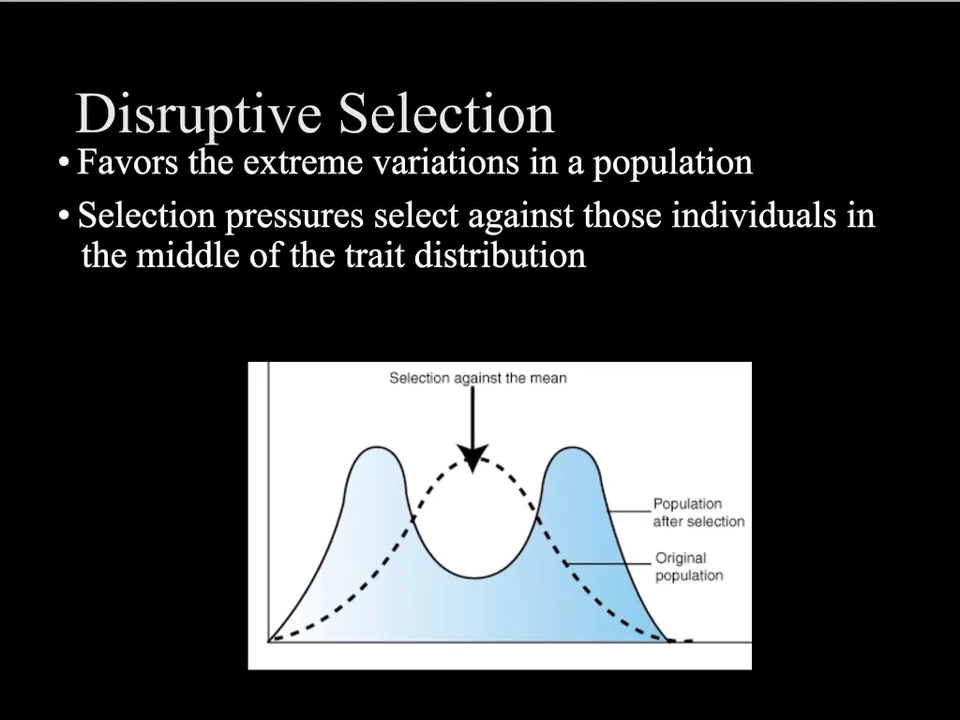 Disruptive Selection
• Favors the extreme variations in a population
• Selection pressures select against those individuals in
the middle of the trait distribution
Selection against the mean
Population
after selection
Original
population